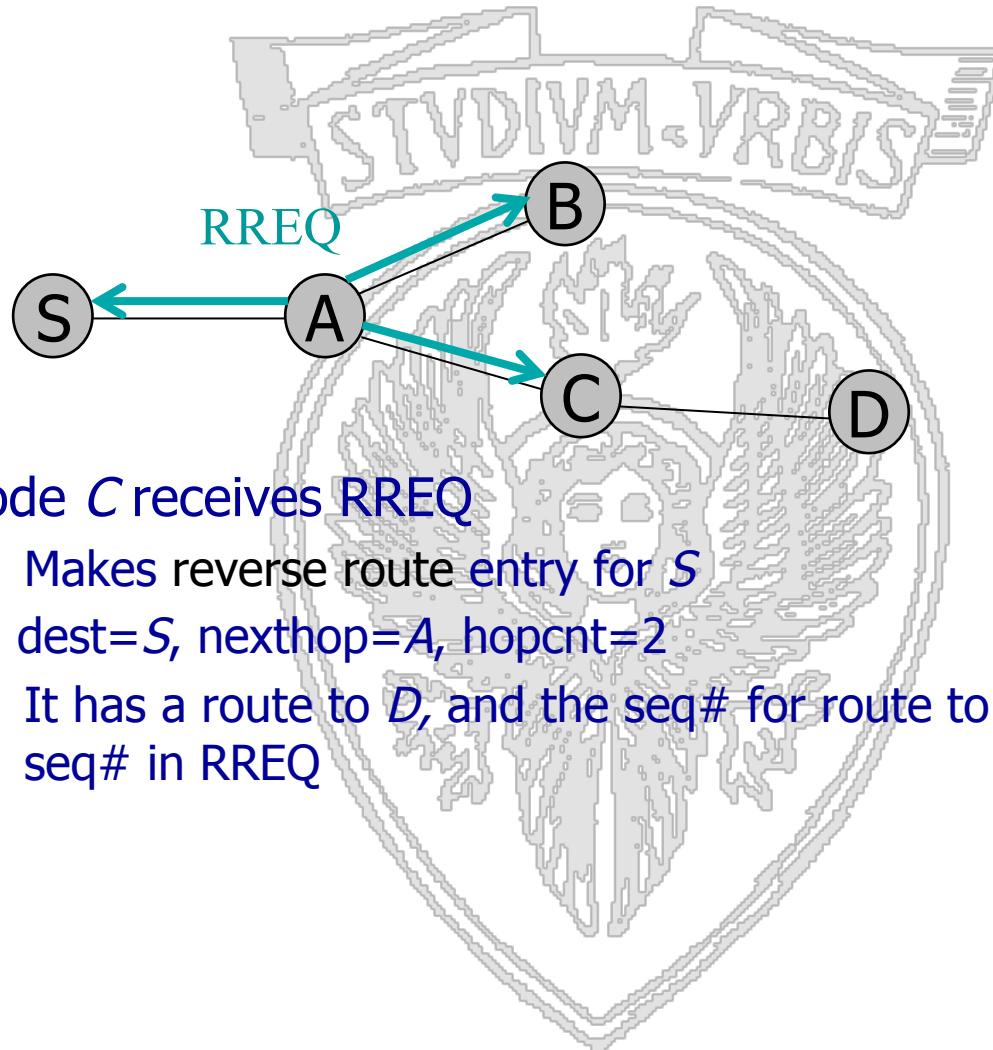 STVDIVM VRBIS
RREQ
B
S
A
C
D
ode C receives RREQ
Makes reverse route entry for S
dest=S, nexthop=A, hopcnt=2
It has a route to D, and the seq# for route to
seq# in RREQ